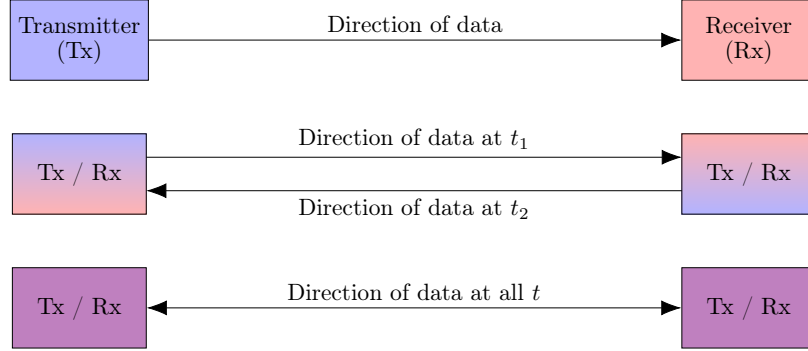 Transmitter
(Tx)
Direction of data
Receiver
(Rx)
Direction of data at t₁
Tx / Rx
Tx / Rx
Direction of data at t₂
Tx / Rx
Direction of data at all t
Tx / Rx